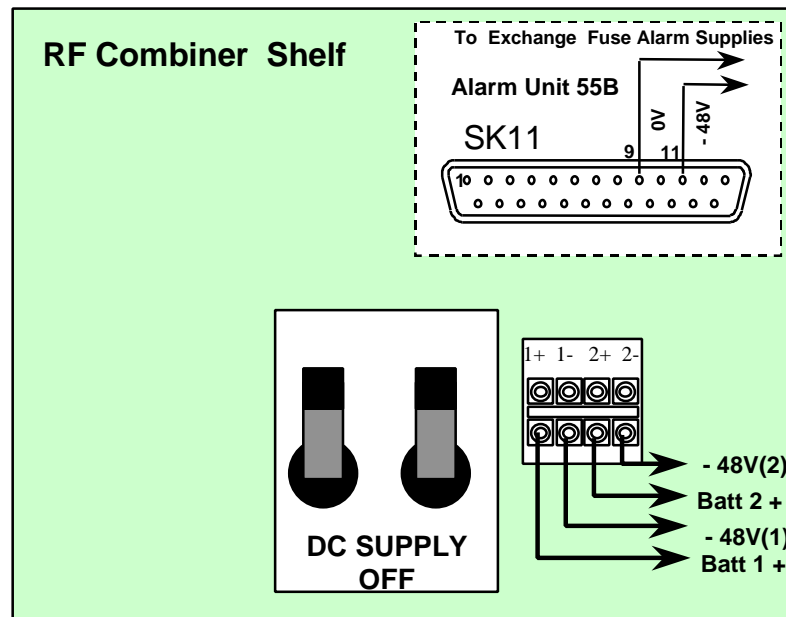 RF Combiner Shelf
To Exchange Fuse Alarm Supplies
Alarm Unit 55B
0V
- 48V
SK11
9 11
1
1+ 1- 2+ 2-
- 48V(2)
Batt 2 +
- 48V(1)
Batt 1 +
DC SUPPLY
OFF